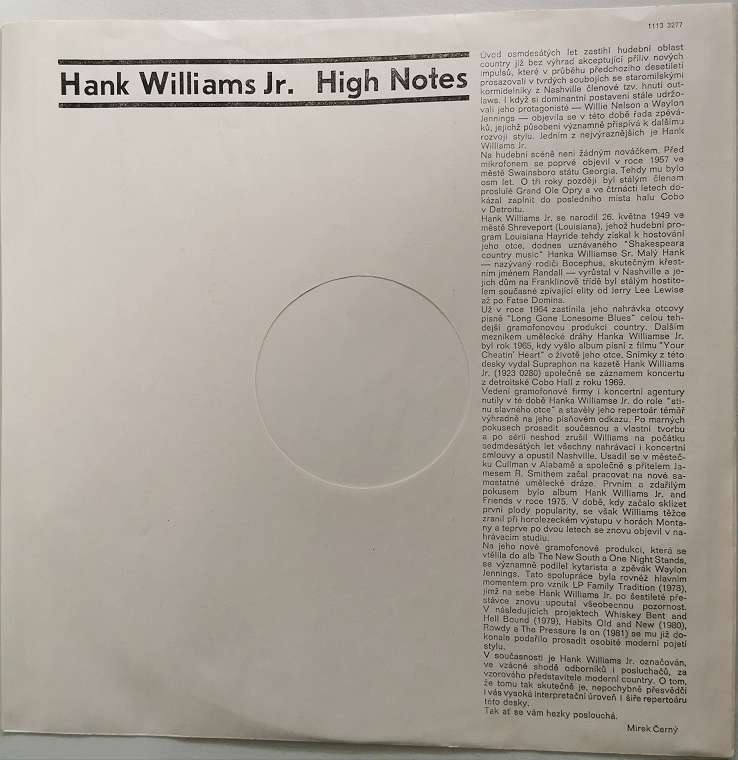 1113 3277
Hank Williams Jr. High Notes
Úvod osmdesátých let zastihl hudební oblast
country již bez výhrad akceptující příliv nových
impulsů, které v průběhu předchozího desetiletí
prosazovali v tvrdých soubojích se staromilskými
kormidelníky z Nashville členové tzv. hnutí out-
laws. I když si dominantní postavení stále udržo-
vali jeho protagonisté — Willie Nelson a Waylon
Jennings — objevila se v této době řada zpěvá-
ků, jejichž působení významně přispívá k dalšímu
rozvoji stylu. Jedním z nejvýraznějších je Hank
Williams Jr.
Na hudební scéně není žádným nováčkem. Před
mikrofonem se poprvé objevil v roce 1957 ve
městě Swainsboro státu Georgia. Tehdy mu bylo
osm let. O tři roky později byl stálým členam
proslulé Grand Ole Opry a ve čtrnácti letech do-
kázal zaplnit do posledního místa halu Cobo
v Detroitu.
Hank Williams Jr. se narodil 26. května 1949 ve
městě Shreveport (Louisiana), jehož hudební pro-
gram Louisiana Hayride tehdy získal k hostování
jeho otce, dodnes uznávaného "Shakespeara
country music" Hanka Williamse Sr. Malý Hank
— nazývaný rodiči Bocephus, skutečným křest-
ním jménem Randall — vyrůstal v Nashville a je-
jich dům na Franklinově třídě byl stálým hostite-
lem současné zpívající elity od Jerry Lee Lewise
až po Fatse Domina.
Už v roce 1964 zastínila jeho nahrávka otcovy
písně "Long Gone Lonesome Blues" celou teh-
dejší gramofonovou produkci country. Dalším
mezníkem umělecké dráhy Hanka Williamse Jr.
byl rok 1965, kdy vyšlo album písní z filmu "Your
Cheatin' Heart" o životě jeho otce. Snímky z této
desky vydal Supraphon na kazetě Hank Williams
Jr. (1923 0280) společně se záznamem koncertu
z detroitské Cobo Hall z roku 1969.
Vedení gramofonové firmy i koncertní agentury
nutily v té době Hanka Williamse Jr. do role "stí-
nu slavného otce" a stavěly jeho repertoár téměř
výhradně na jeho písňovém odkazu. Po marných
pokusech prosadit současnou a vlastní tvorbu
a po sérii neshod zrušil Williams na počátku
sedmdesátých let všechny nahrávací i koncertní
smlouvy a opustil Nashville. Usadil se v městeč-
ku Cullman v Alabamě a společně s přítelem Ja-
mesem R. Smithem začal pracovat na nové sa-
mostatné umělecké dráze. Prvním a zdařilým
pokusem bylo album Hank Williams Jr. and
Friends v roce 1975. V době, kdy začalo sklízet
první plody popularity, se však Williams těžce
zranil při horolezeckém výstupu v horách Monta-
ny a teprve po dvou letech se znovu objevil v na-
hrávacím studiu.
Na jeho nové gramofonové produkci, která se
vtělila do alb The New South a One Night Stands,
se významně podílel kytarista a zpěvák Waylon
Jennings. Tato spolupráce byla rovněž hlavním
momentem pro vznik LP Family Tradition (1978),
jímž na sebe Hank Williams Jr. po šestileté pře-
stávce znovu upoutal všeobecnou pozornost.
V následujících projektech Whiskey Bent and
Hell Bound (1979), Habits Old and New (1980),
Rowdy a The Pressure Is on (1981) se mu již do-
konale podařilo prosadit osobité moderní pojetí
stylu.
V současnosti je Hank Williams Jr. označován,
ve vzácné shodě odborníků i posluchačů, za
vzorového představitele moderní country. O tom,
že tomu tak skutečně je, nepochybně přesvědčí
i vás vysoká interpretační úroveň i šíře repertoáru
této desky.
Tak ať se vám hezky poslouchá.
Mirek Černý